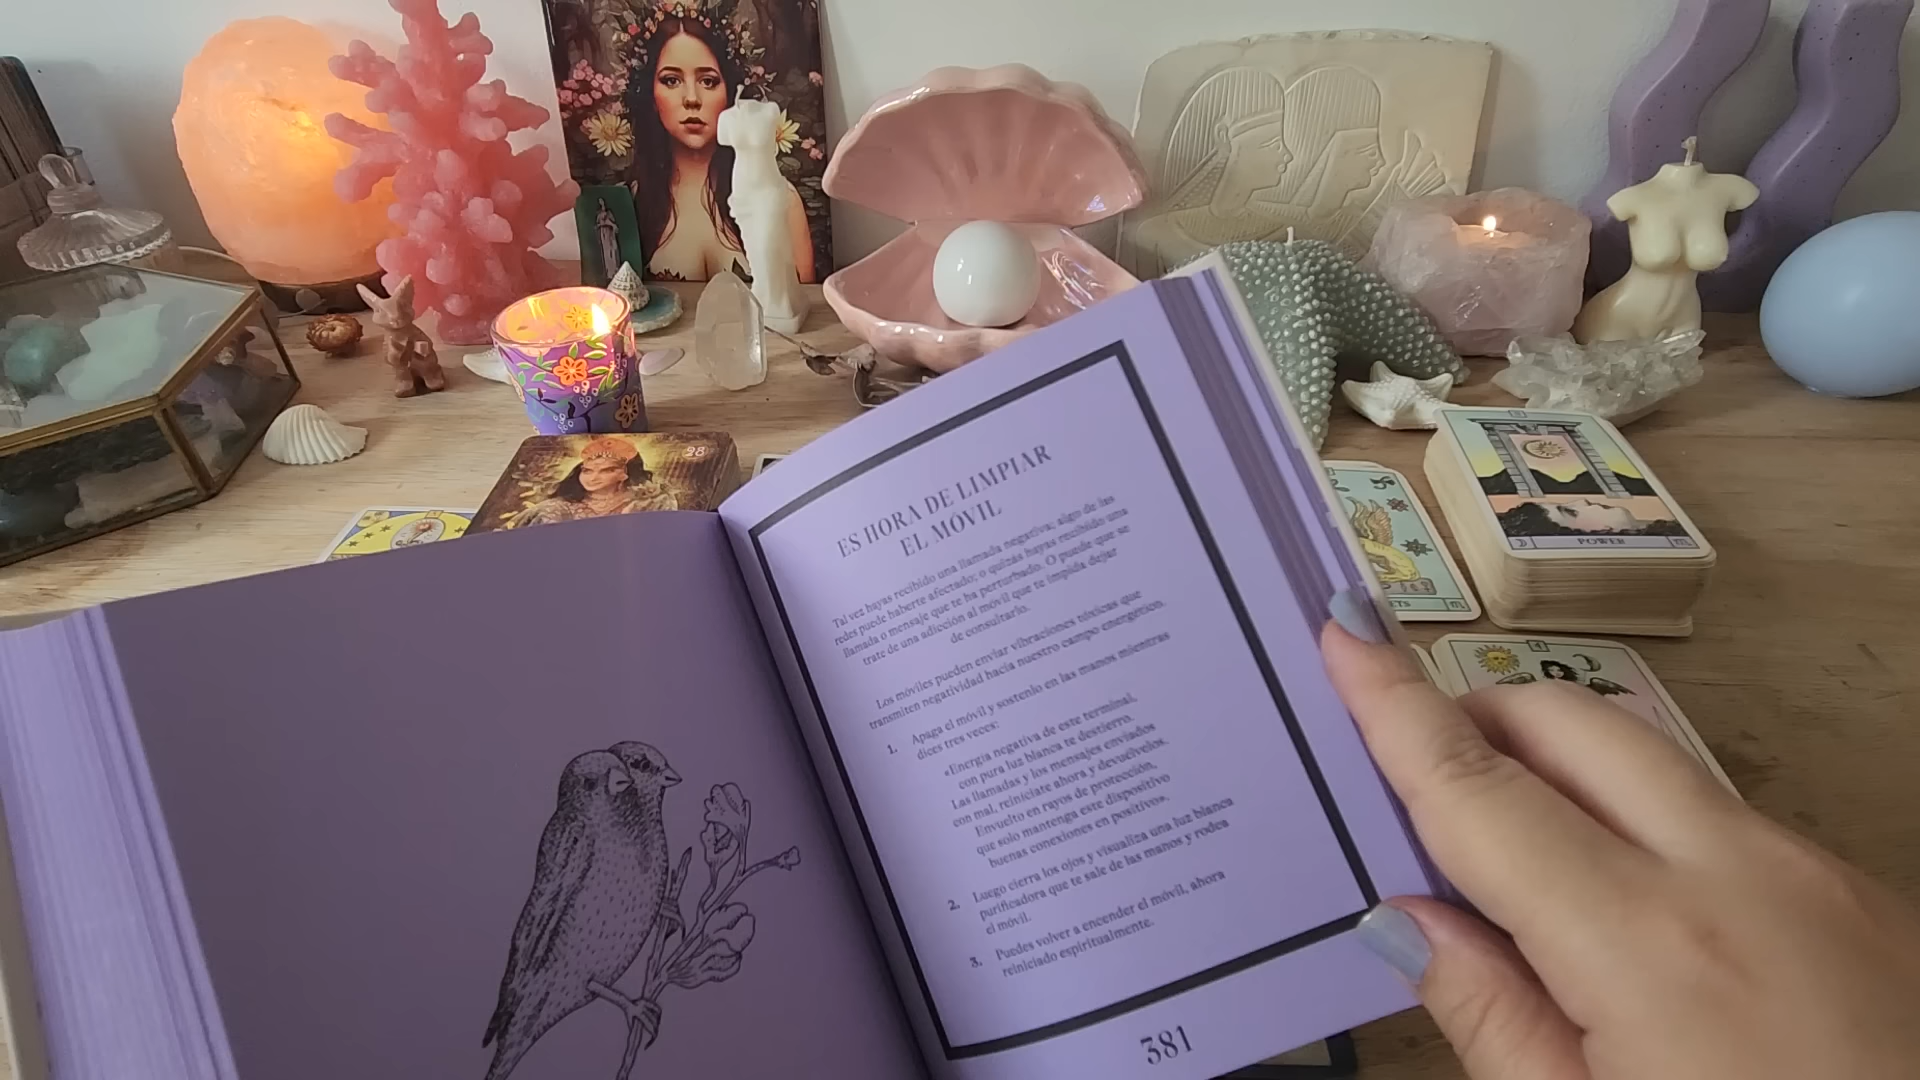 28
ES HORA DE LIMPIAR
EL MÓVIL
Tal vez hayas recibido una llamada negativa; algo de las
redes puede haberte afectado; o quizás hayas recibido una
llamada o mensaje que te ha perturbado. O puede que se
trate de una adicción al móvil que te impida dejar
de consultarlo.
Los móviles pueden enviar vibraciones tóxicas que
transmiten negatividad hacia nuestro campo energético.
1. Apaga el móvil y sostenlo en las manos mientras
dices tres veces:
«Energía negativa de este terminal,
con pura luz blanca te destierro.
Las llamadas y los mensajes enviados
con mal, reiníciate ahora y devuélvelos.
Envuelto en rayos de protección,
que solo mantenga este dispositivo
buenas conexiones en positivo».
2. Luego cierra los ojos y visualiza una luz blanca
purificadora que te sale de las manos y rodea
el móvil.
3. Puedes volver a encender el móvil, ahora
reiniciado espiritualmente.
381
POWER